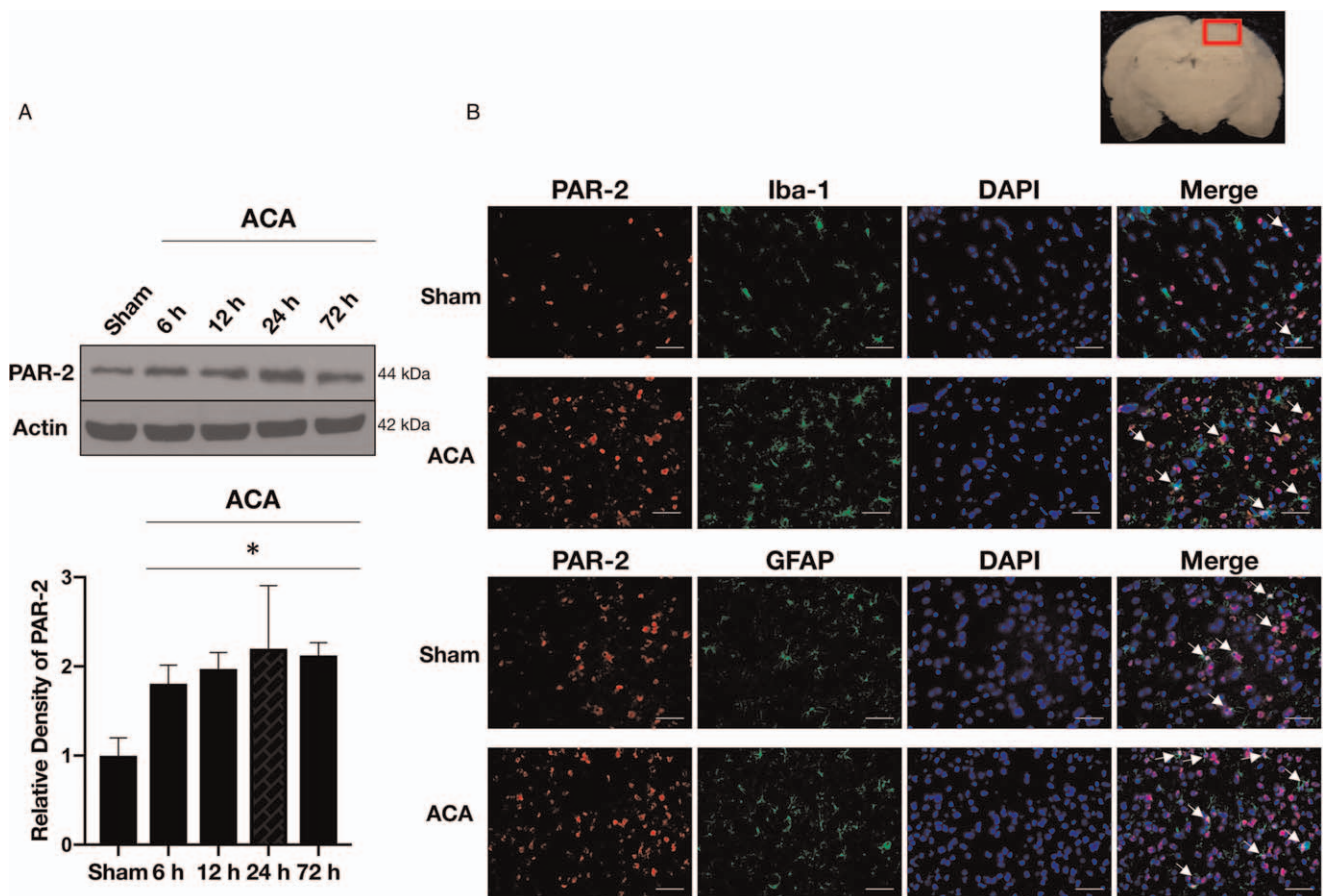 A
ACA
Sham 6 h 12 h 24 h 72 h
PAR-2 44 kDa
Actin 42 kDa
ACA
*
Relative Density of PAR-2
3
2
1
0
Sham 6 h 12 h 24 h 72 h
B
PAR-2 Iba-1 DAPI Merge
Sham
ACA
PAR-2 GFAP DAPI Merge
Sham
ACA